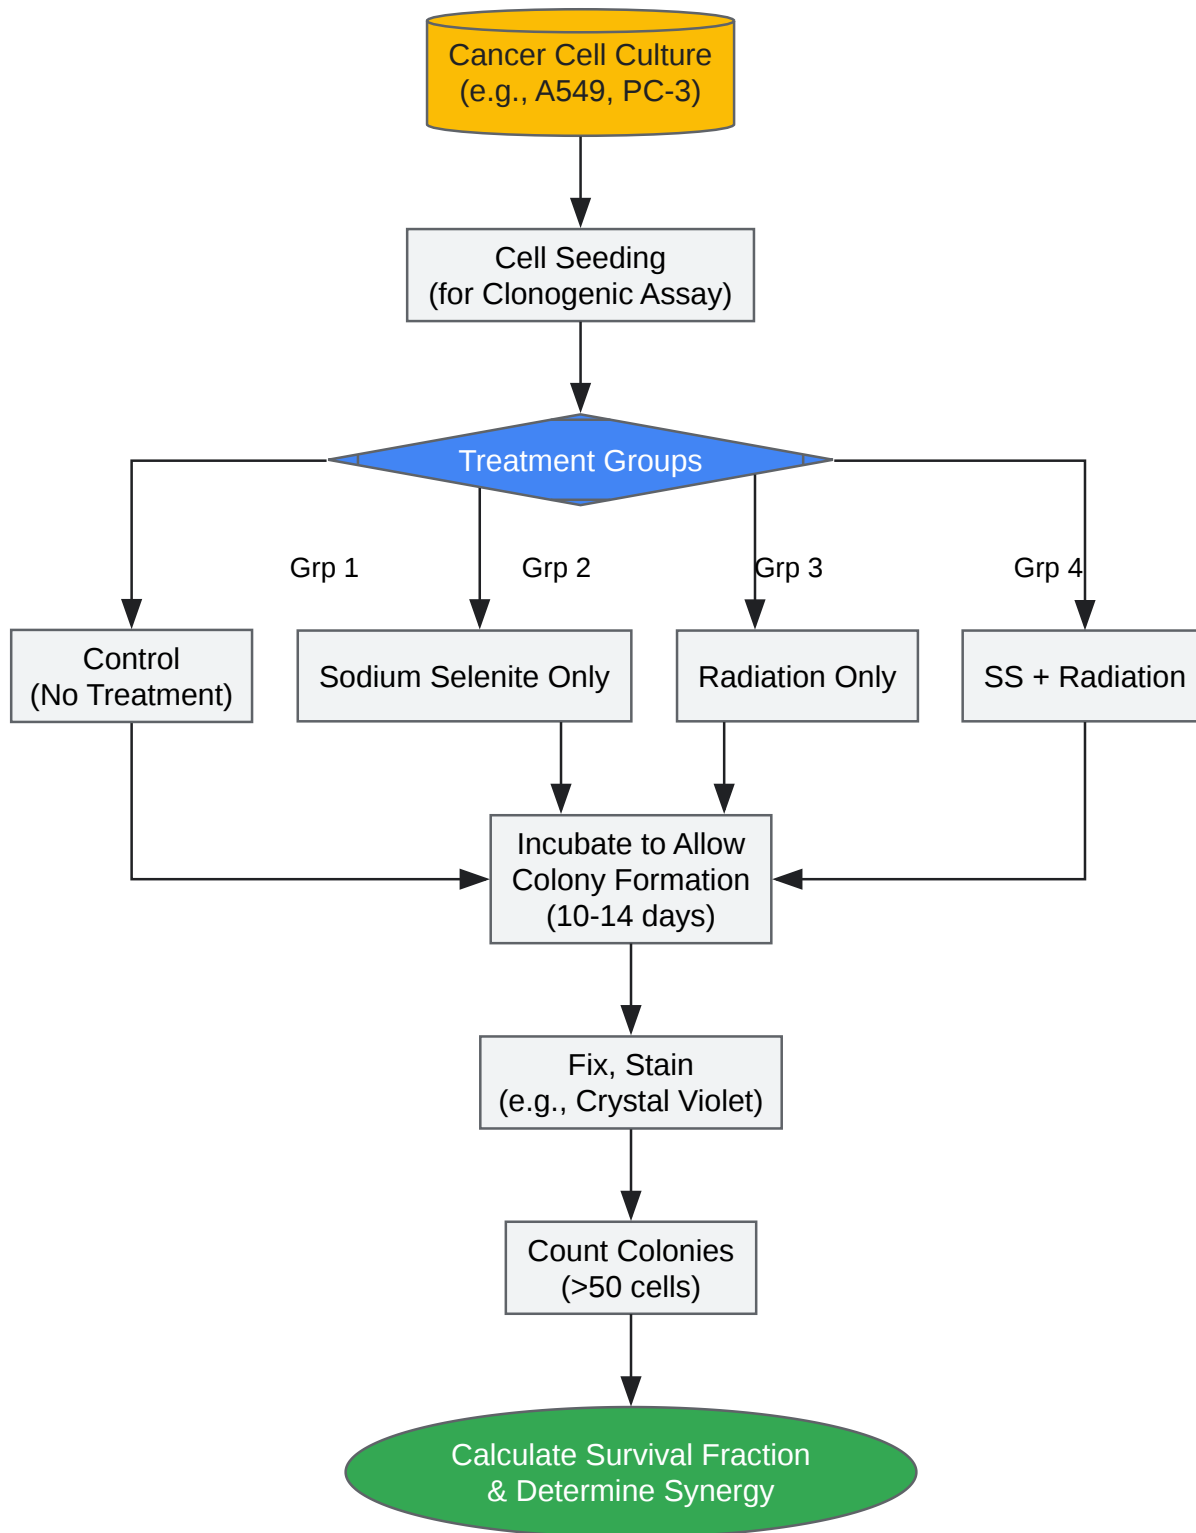 Cancer Cell Culture
(e.g., A549, PC-3)
Cell Seeding
(for Clonogenic Assay)
Treatment Groups
Grp 1
Grp 2
Grp 3
Grp 4
Control
(No Treatment)
Sodium Selenite Only
Radiation Only
SS + Radiation
Incubate to Allow
Colony Formation
(10-14 days)
Fix, Stain
(e.g., Crystal Violet)
Count Colonies
(>50 cells)
Calculate Survival Fraction
& Determine Synergy